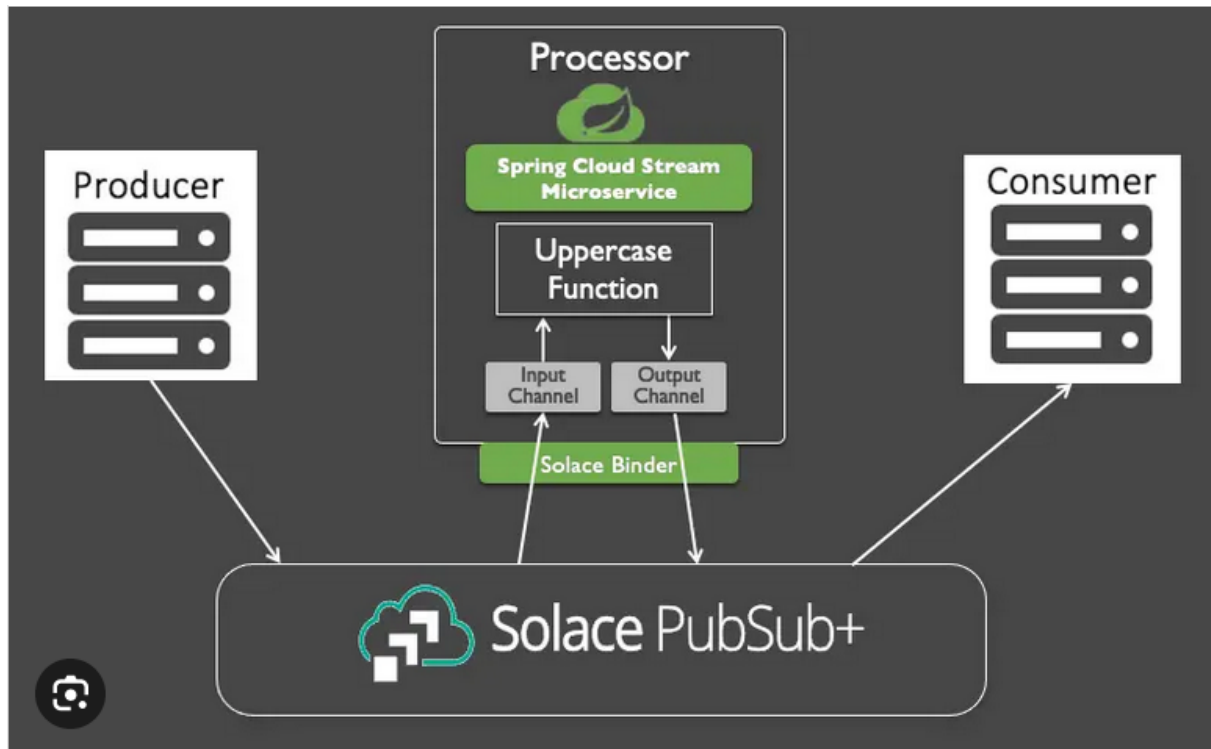 Processor
Spring Cloud Stream
Microservice
Producer
Consumer
Uppercase
Function
Input
Channel
Output
Channel
Solace Binder
Solace PubSub+